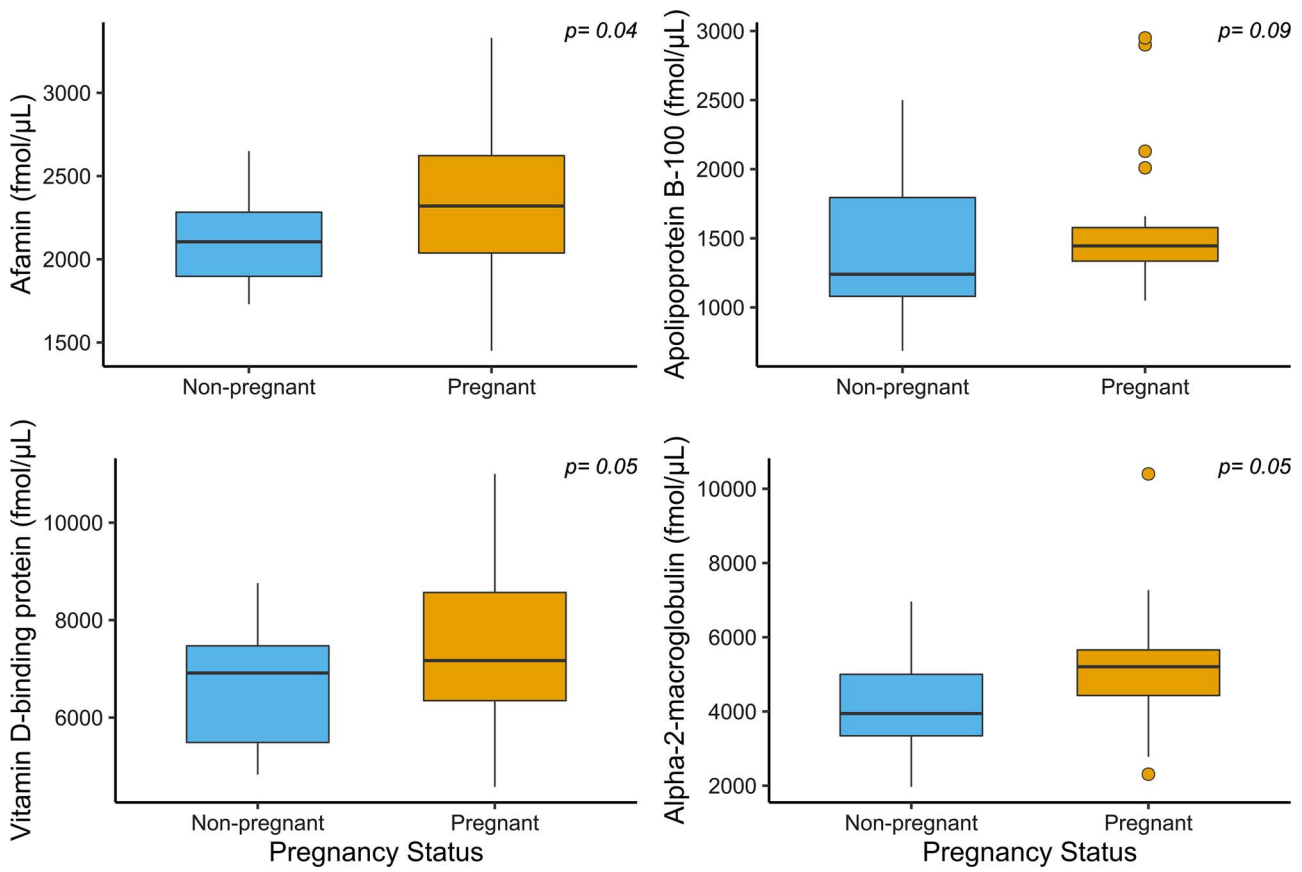 p= 0.04
Afamin (fmol/µL)
3000
2500
2000
1500
Non-pregnant
Pregnant
p= 0.09
Apolipoprotein B-100 (fmol/µL)
3000
2500
2000
1500
1000
Non-pregnant
Pregnant
p= 0.05
Vitamin D-binding protein (fmol/µL)
10000
8000
6000
Non-pregnant
Pregnant
Pregnancy Status
p= 0.05
Alpha-2-macroglobulin (fmol/µL)
10000
8000
6000
4000
2000
Non-pregnant
Pregnant
Pregnancy Status